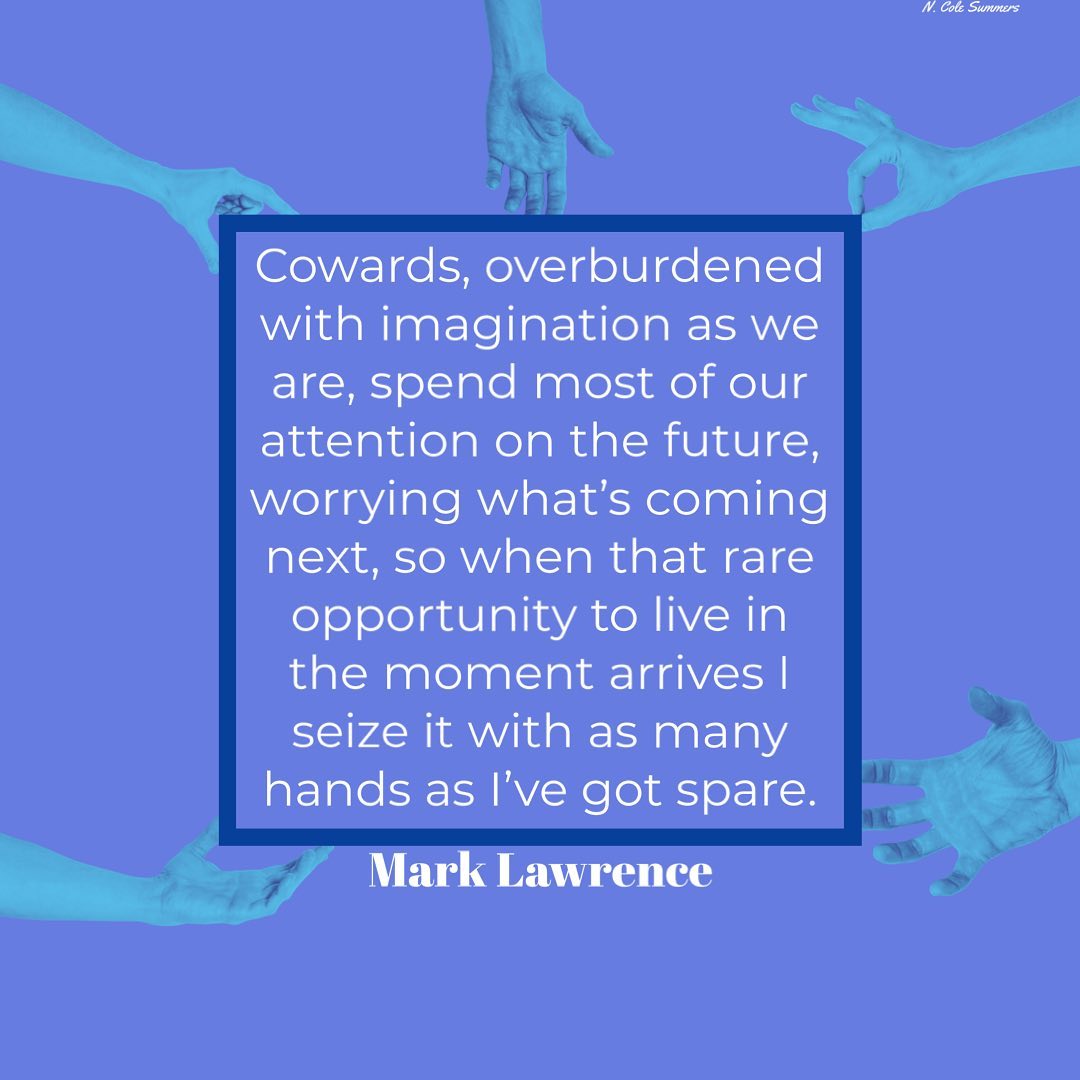 N. Cole Summers
Cowards, overburdened
with imagination as we
are, spend most of our
attention on the future,
worrying what’s coming
next, so when that rare
opportunity to live in
the moment arrives I
seize it with as many
hands as I’ve got spare.
Mark Lawrence